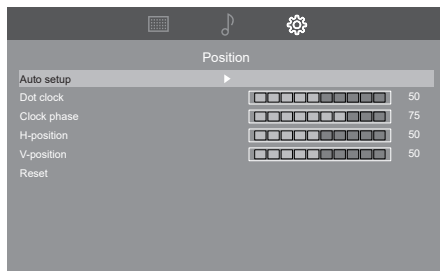 Position
Auto setup
Dot clock 50
Clock phase 75
H-position 50
V-position 50
Reset